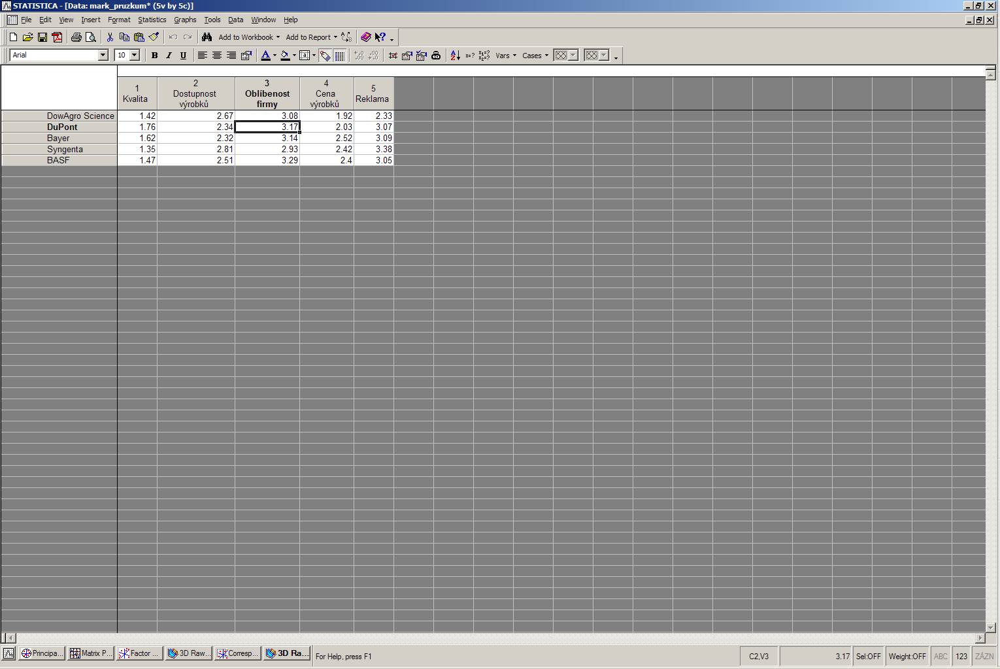 STATISTICA - [Data: mark_pruzkum* (5v by 5c)]
File Edit View Insert Format Statistics Graphs Tools Data Window Help
Add to Workbook Add to Report
Arial 10 B I U Vars Cases
1 2 3 4 5
Kvalita Dostupnost výrobků Oblíbenost firmy Cena výrobků Reklama
DowAgro Science 1.42 2.67 3.08 1.92 2.33
DuPont 1.76 2.34 3.17 2.03 3.07
Bayer 1.62 2.32 3.14 2.52 3.09
Syngenta 1.35 2.81 2.93 2.42 3.38
BASF 1.47 2.51 3.29 2.4 3.05
Principa... Matrix P... Factor ... 3D Raw... Corresp... 3D Ra... For Help, press F1 C2,V3 3.17 Sel:OFF Weight:OFF ABC 123 ZÁZN